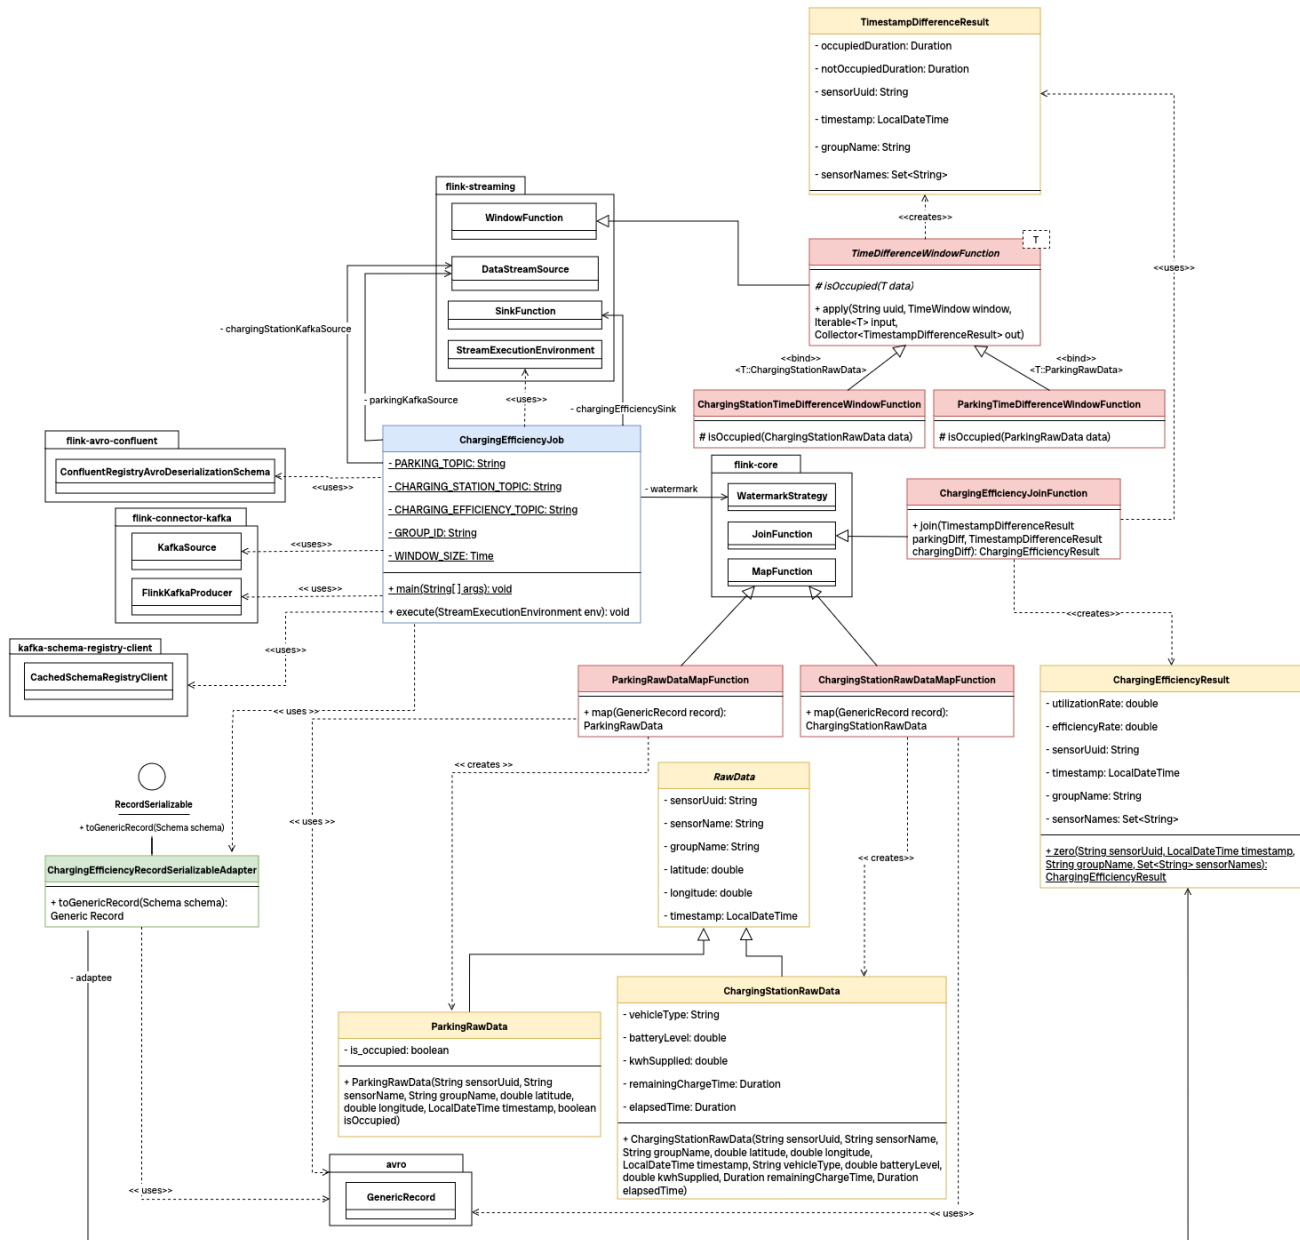 TimestampDifferenceResult
- occupiedDuration: Duration
- notOccupiedDuration: Duration
- sensorUuid: String
- timestamp: LocalDateTime
- groupName: String
- sensorNames: Set<String>
<<creates>>
<<uses>>
T
TimeDifferenceWindowFunction
# isOccupied(T data)
+ apply(String uuid, TimeWindow window,
Iterable<T> input,
Collector<TimestampDifferenceResult> out)
<<bind>>
<T::ChargingStationRawData>
<<bind>>
<T::ParkingRawData>
ChargingStationTimeDifferenceWindowFunction
# isOccupied(ChargingStationRawData data)
ParkingTimeDifferenceWindowFunction
# isOccupied(ParkingRawData data)
flink-streaming
WindowFunction
DataStreamSource
SinkFunction
StreamExecutionEnvironment
- chargingStationKafkaSource
- parkingKafkaSource
<<uses>>
- chargingEfficiencySink
flink-avro-confluent
ConfluentRegistryAvroDeserializationSchema
<<uses>>
flink-connector-kafka
KafkaSource
FlinkKafkaProducer
<<uses>>
<< uses>>
ChargingEfficiencyJob
- PARKING_TOPIC: String
- CHARGING_STATION_TOPIC: String
- CHARGING_EFFICIENCY_TOPIC: String
- GROUP_ID: String
- WINDOW_SIZE: Time
+ main(String[] args): void
+ execute(StreamExecutionEnvironment env): void
- watermark
flink-core
WatermarkStrategy
JoinFunction
MapFunction
ChargingEfficiencyJoinFunction
+ join(TimestampDifferenceResult
parkingDiff, TimestampDifferenceResult
chargingDiff): ChargingEfficiencyResult
<<creates>>
kafka-schema-registry-client
CachedSchemaRegistryClient
<<uses>>
<< uses >>
ParkingRawDataMapFunction
+ map(GenericRecord record):
ParkingRawData
ChargingStationRawDataMapFunction
+ map(GenericRecord record):
ChargingStationRawData
ChargingEfficiencyResult
- utilizationRate: double
- efficiencyRate: double
- sensorUuid: String
- timestamp: LocalDateTime
- groupName: String
- sensorNames: Set<String>
+ zero(String sensorUuid, LocalDateTime timestamp,
String groupName, Set<String> sensorNames):
ChargingEfficiencyResult
<< creates >>
<< uses >>
<< creates>>
RawData
- sensorUuid: String
- sensorName: String
- groupName: String
- latitude: double
- longitude: double
- timestamp: LocalDateTime
RecordSerializable
+ toGenericRecord(Schema schema)
ChargingEfficiencyRecordSerializableAdapter
+ toGenericRecord(Schema schema):
Generic Record
- adaptee
ParkingRawData
- is_occupied: boolean
+ ParkingRawData(String sensorUuid, String
sensorName, String groupName, double latitude,
double longitude, LocalDateTime timestamp, boolean
isOccupied)
ChargingStationRawData
- vehicleType: String
- batteryLevel: double
- kwhSupplied: double
- remainingChargeTime: Duration
- elapsedTime: Duration
+ ChargingStationRawData(String sensorUuid, String sensorName,
String groupName, double latitude, double longitude,
LocalDateTime timestamp, String vehicleType, double batteryLevel,
double kwhSupplied, Duration remainingChargeTime, Duration
elapsedTime)
avro
GenericRecord
<< uses>>
<< uses>>